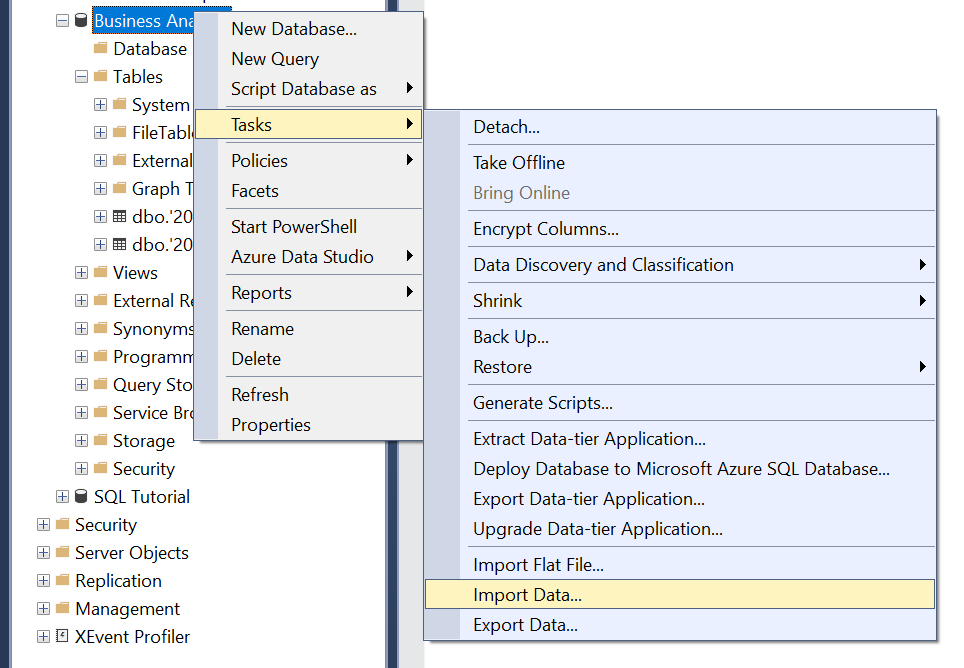 Business Ana
Database
Tables
System
FileTabl
External
Graph T
dbo.'20
dbo.'20
Views
External Re
Synonyms
Programm
Query Sto
Service Bro
Storage
Security
SQL Tutorial
Security
Server Objects
Replication
Management
XEvent Profiler
New Database...
New Query
Script Database as
Tasks
Policies
Facets
Start PowerShell
Azure Data Studio
Reports
Rename
Delete
Refresh
Properties
Detach...
Take Offline
Bring Online
Encrypt Columns...
Data Discovery and Classification
Shrink
Back Up...
Restore
Generate Scripts...
Extract Data-tier Application...
Deploy Database to Microsoft Azure SQL Database...
Export Data-tier Application...
Upgrade Data-tier Application...
Import Flat File...
Import Data...
Export Data...